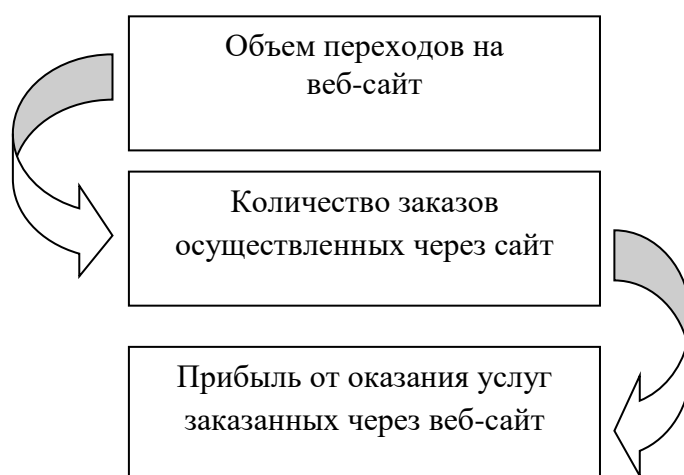 Объем переходов на
веб-сайт
Количество заказов
осуществленных через сайт
Прибыль от оказания услуг
заказанных через веб-сайт